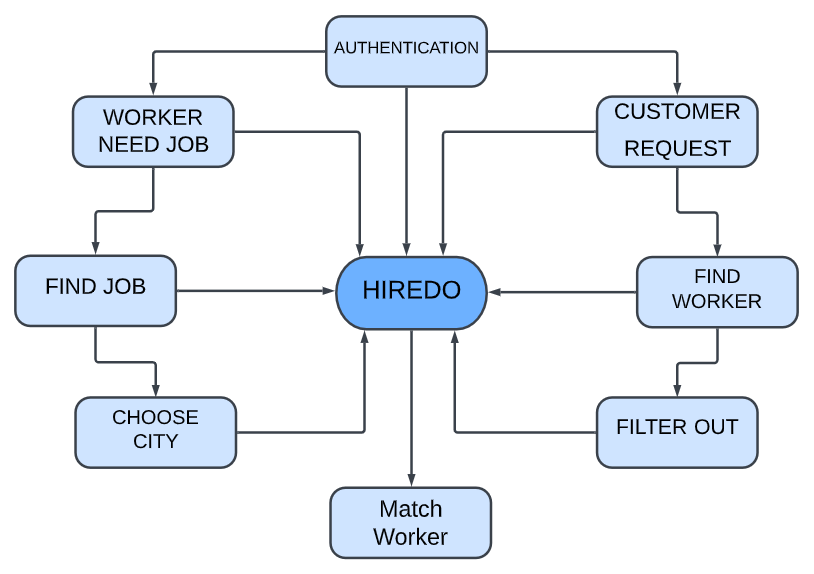 AUTHENTICATION
WORKER
NEED JOB
CUSTOMER
REQUEST
FIND JOB
HIREDO
FIND
WORKER
CHOOSE
CITY
FILTER OUT
Match
Worker